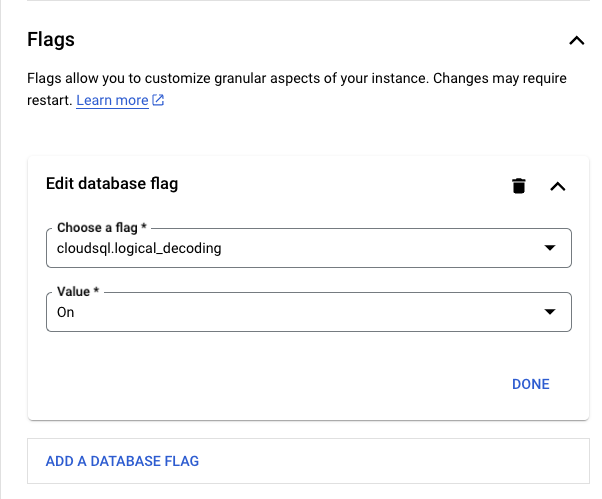 Flags
Flags allow you to customize granular aspects of your instance. Changes may require
restart. Learn more
Edit database flag
Choose a flag *
cloudsql.logical_decoding
Value *
On
DONE
ADD A DATABASE FLAG